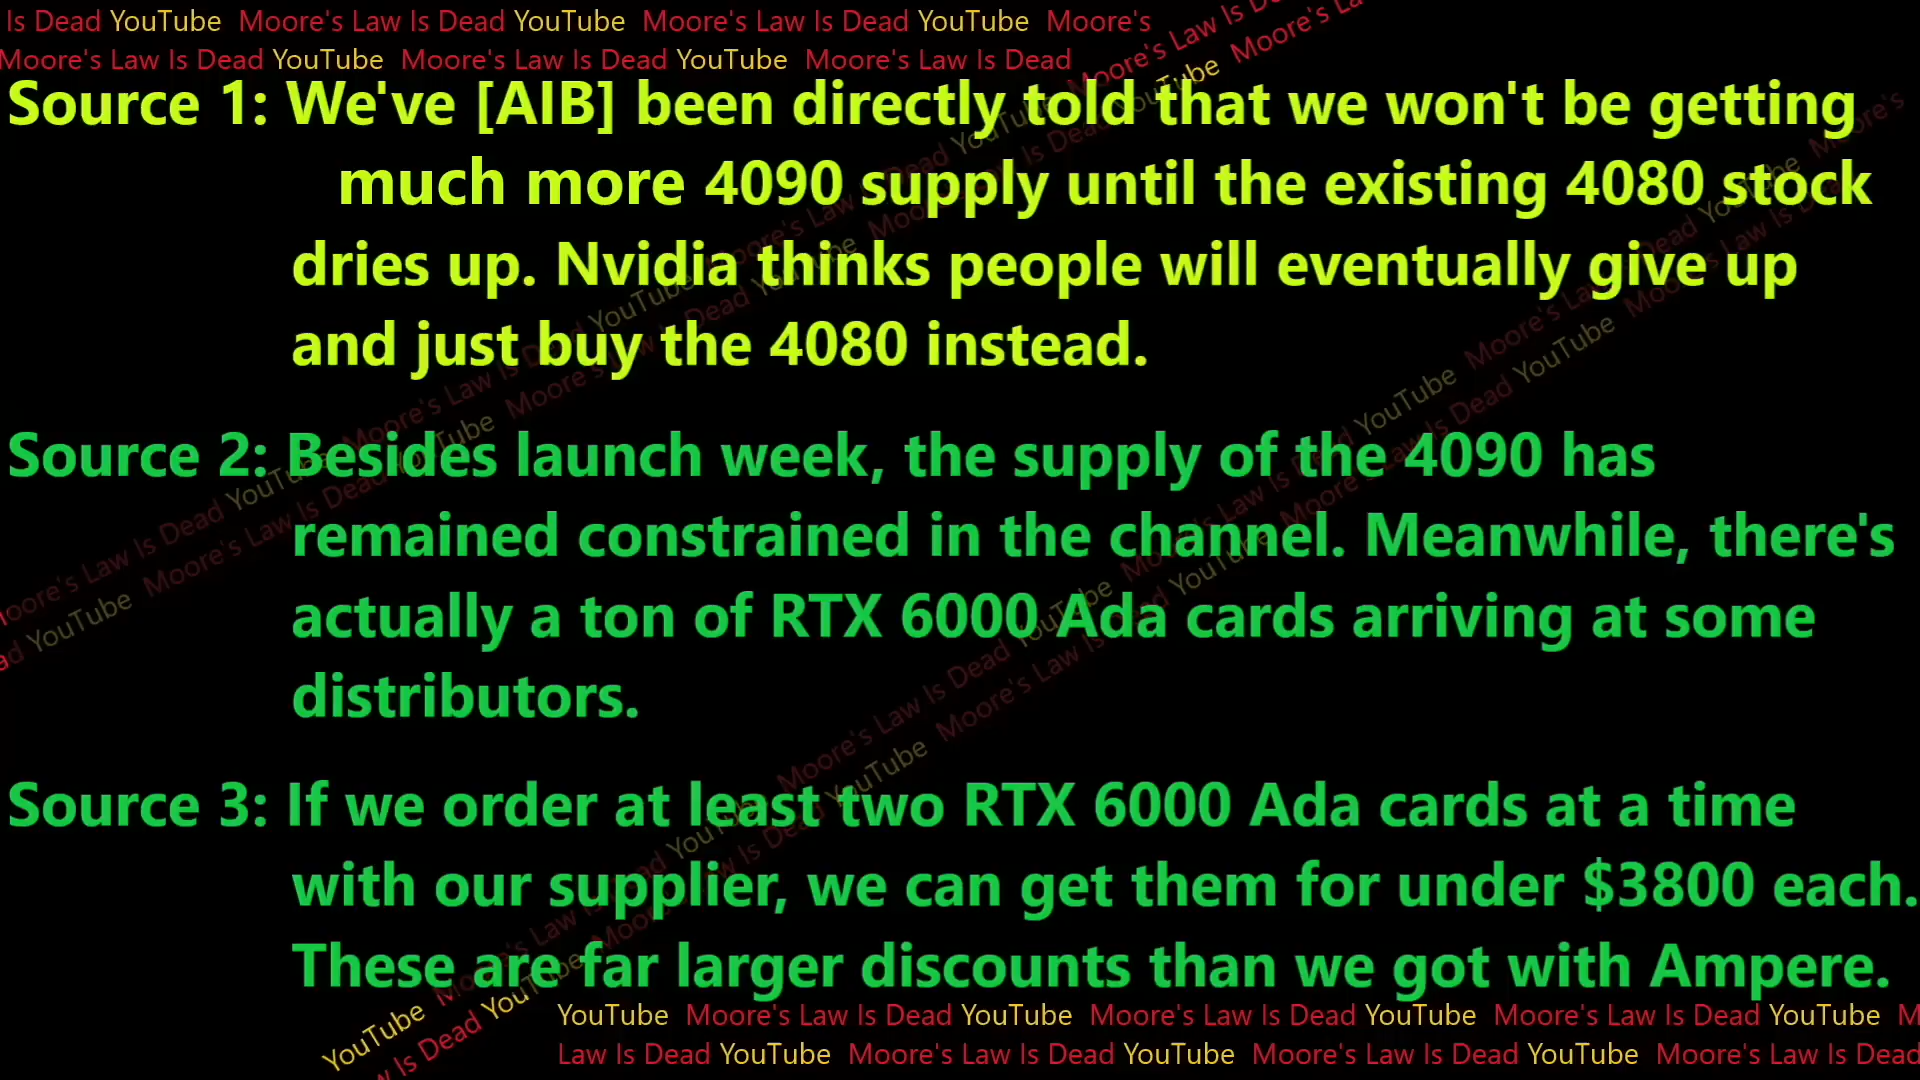 Is Dead YouTube Moore's Law Is Dead YouTube Moore's Law Is Dead YouTube Moore's
Moore's Law Is Dead YouTube Moore's Law Is Dead YouTube Moore's Law Is Dead
Source 1: We've [AIB] been directly told that we won't be getting
much more 4090 supply until the existing 4080 stock
dries up. Nvidia thinks people will eventually give up
and just buy the 4080 instead.
Source 2: Besides launch week, the supply of the 4090 has
remained constrained in the channel. Meanwhile, there's
actually a ton of RTX 6000 Ada cards arriving at some
distributors.
Source 3: If we order at least two RTX 6000 Ada cards at a time
with our supplier, we can get them for under $3800 each.
These are far larger discounts than we got with Ampere.
YouTube Moore's Law Is Dead YouTube Moore's Law Is Dead YouTube Moore's Law Is Dead YouTube M
Law Is Dead YouTube Moore's Law Is Dead YouTube Moore's Law Is Dead YouTube Moore's Law Is Dead